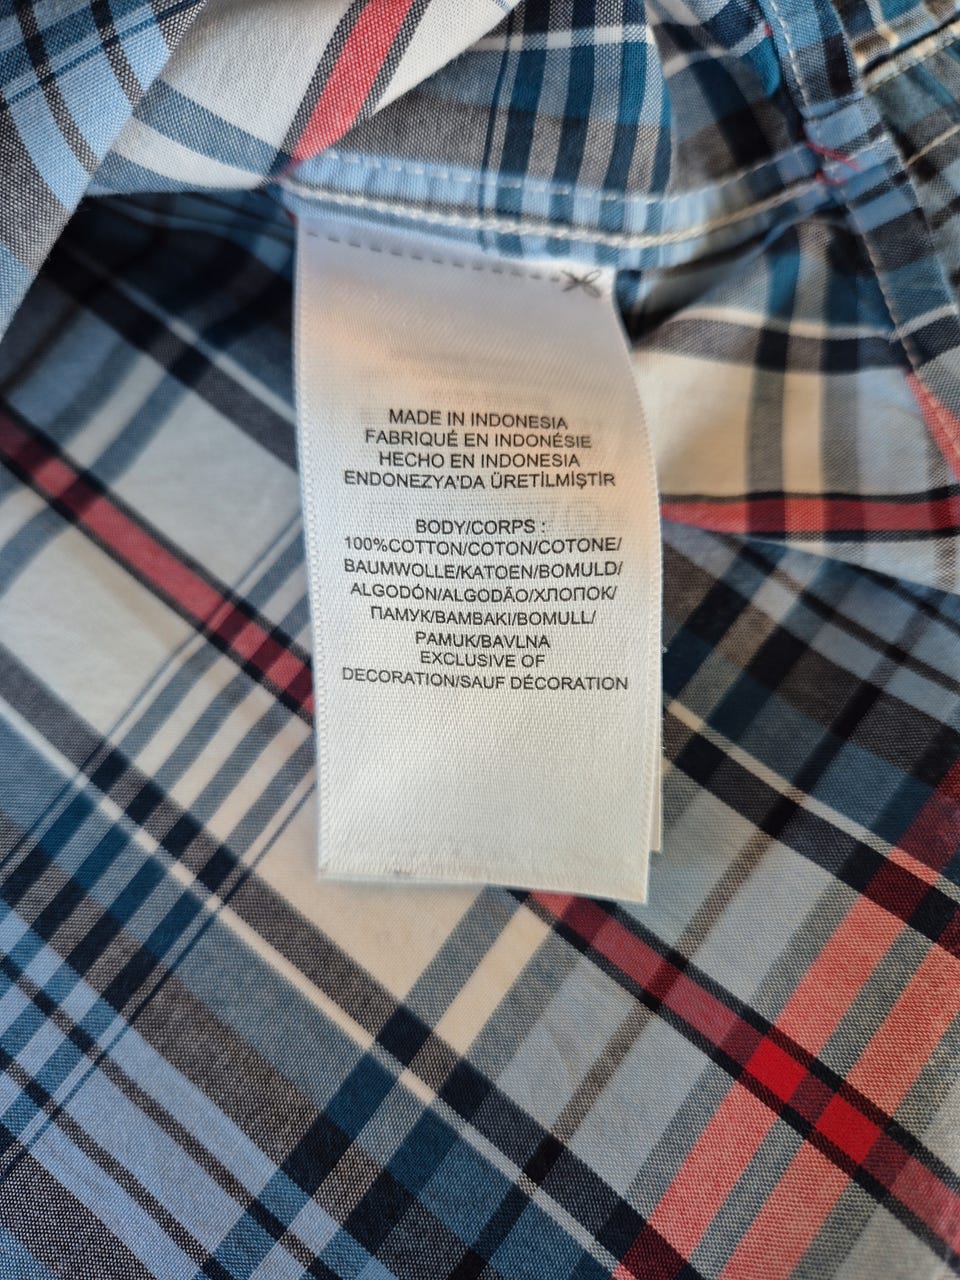 MADE IN INDONESIA
FABRIQUÉ EN INDONÉSIE
HECHO EN INDONESIA
ENDONEZYA'DA ÜRETİLMİŞTİR
BODY/CORPS :
100%COTTON/COTON/COTONE/
BAUMWOLLE/KATOEN/BOMULD/
ALGODÓN/ALGODÃO/ХЛОПОК/
ПАМУК/BAMBAKI/BOMULL/
PAMUK/BAVLNA
EXCLUSIVE OF
DECORATION/SAUF DÉCORATION